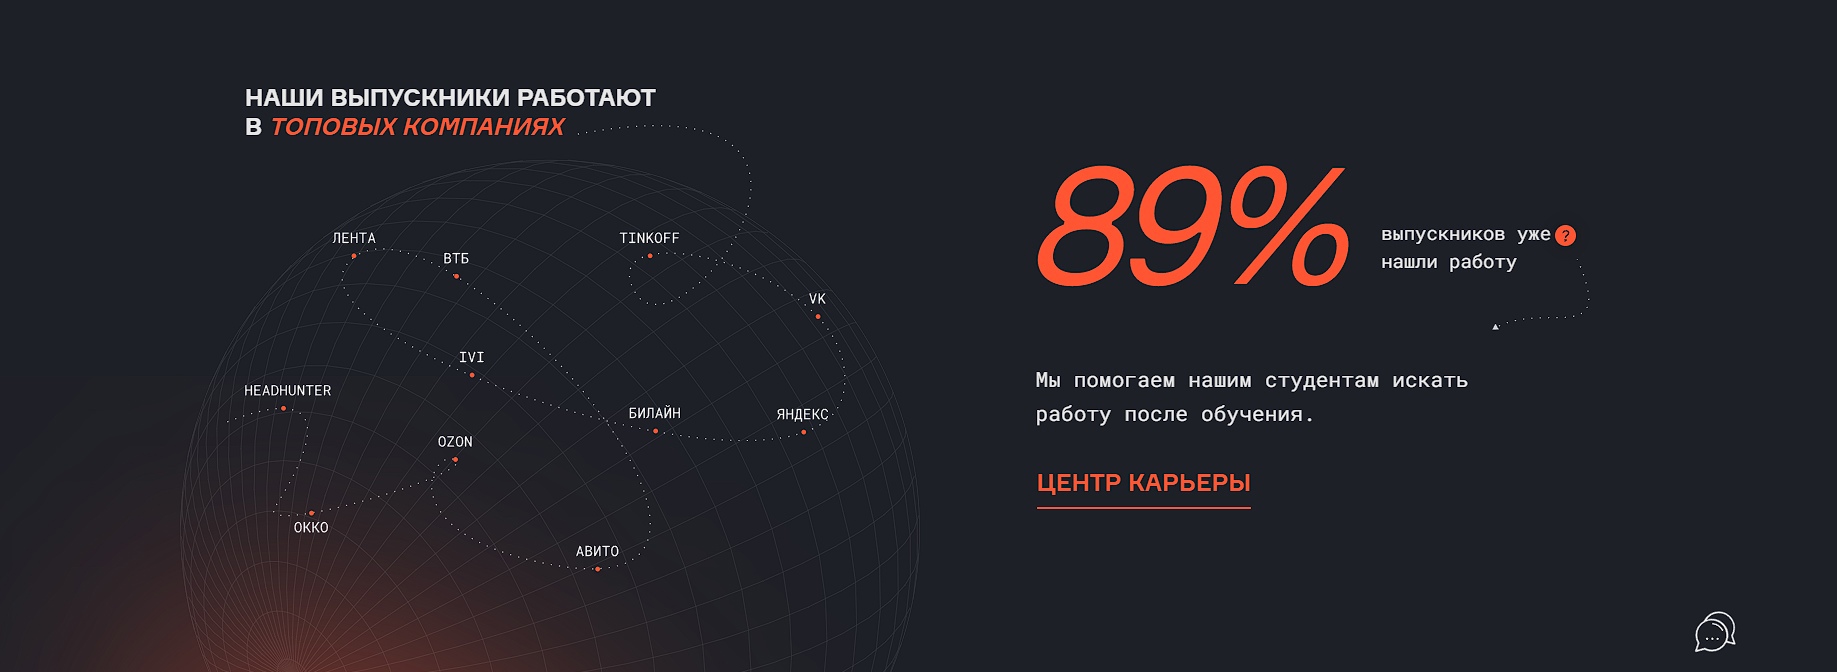 НАШИ ВЫПУСКНИКИ РАБОТАЮТ
В ТОПОВЫХ КОМПАНИЯХ
ЛЕНТА
ВТБ
TINKOFF
VK
IVI
HEADHUNTER
БИЛАЙН
ЯНДЕКС
OZON
ОККО
АВИТО
89%
выпускников уже ?
нашли работу
Мы помогаем нашим студентам искать
работу после обучения.
ЦЕНТР КАРЬЕРЫ